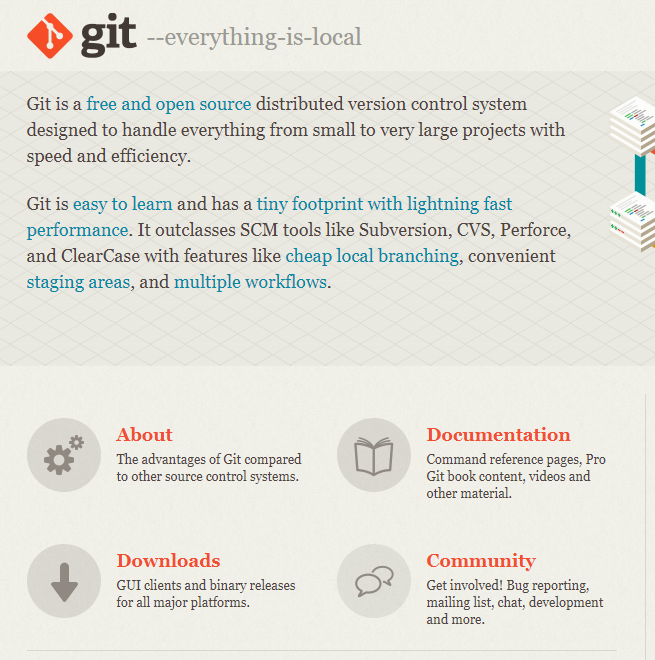 git --everything-is-local
Git is a free and open source distributed version control system
designed to handle everything from small to very large projects with
speed and efficiency.
Git is easy to learn and has a tiny footprint with lightning fast
performance. It outclasses SCM tools like Subversion, CVS, Perforce,
and ClearCase with features like cheap local branching, convenient
staging areas, and multiple workflows.
About
The advantages of Git compared
to other source control systems.
Documentation
Command reference pages, Pro
Git book content, videos and
other material.
Downloads
GUI clients and binary releases
for all major platforms.
Community
Get involved! Bug reporting,
mailing list, chat, development
and more.